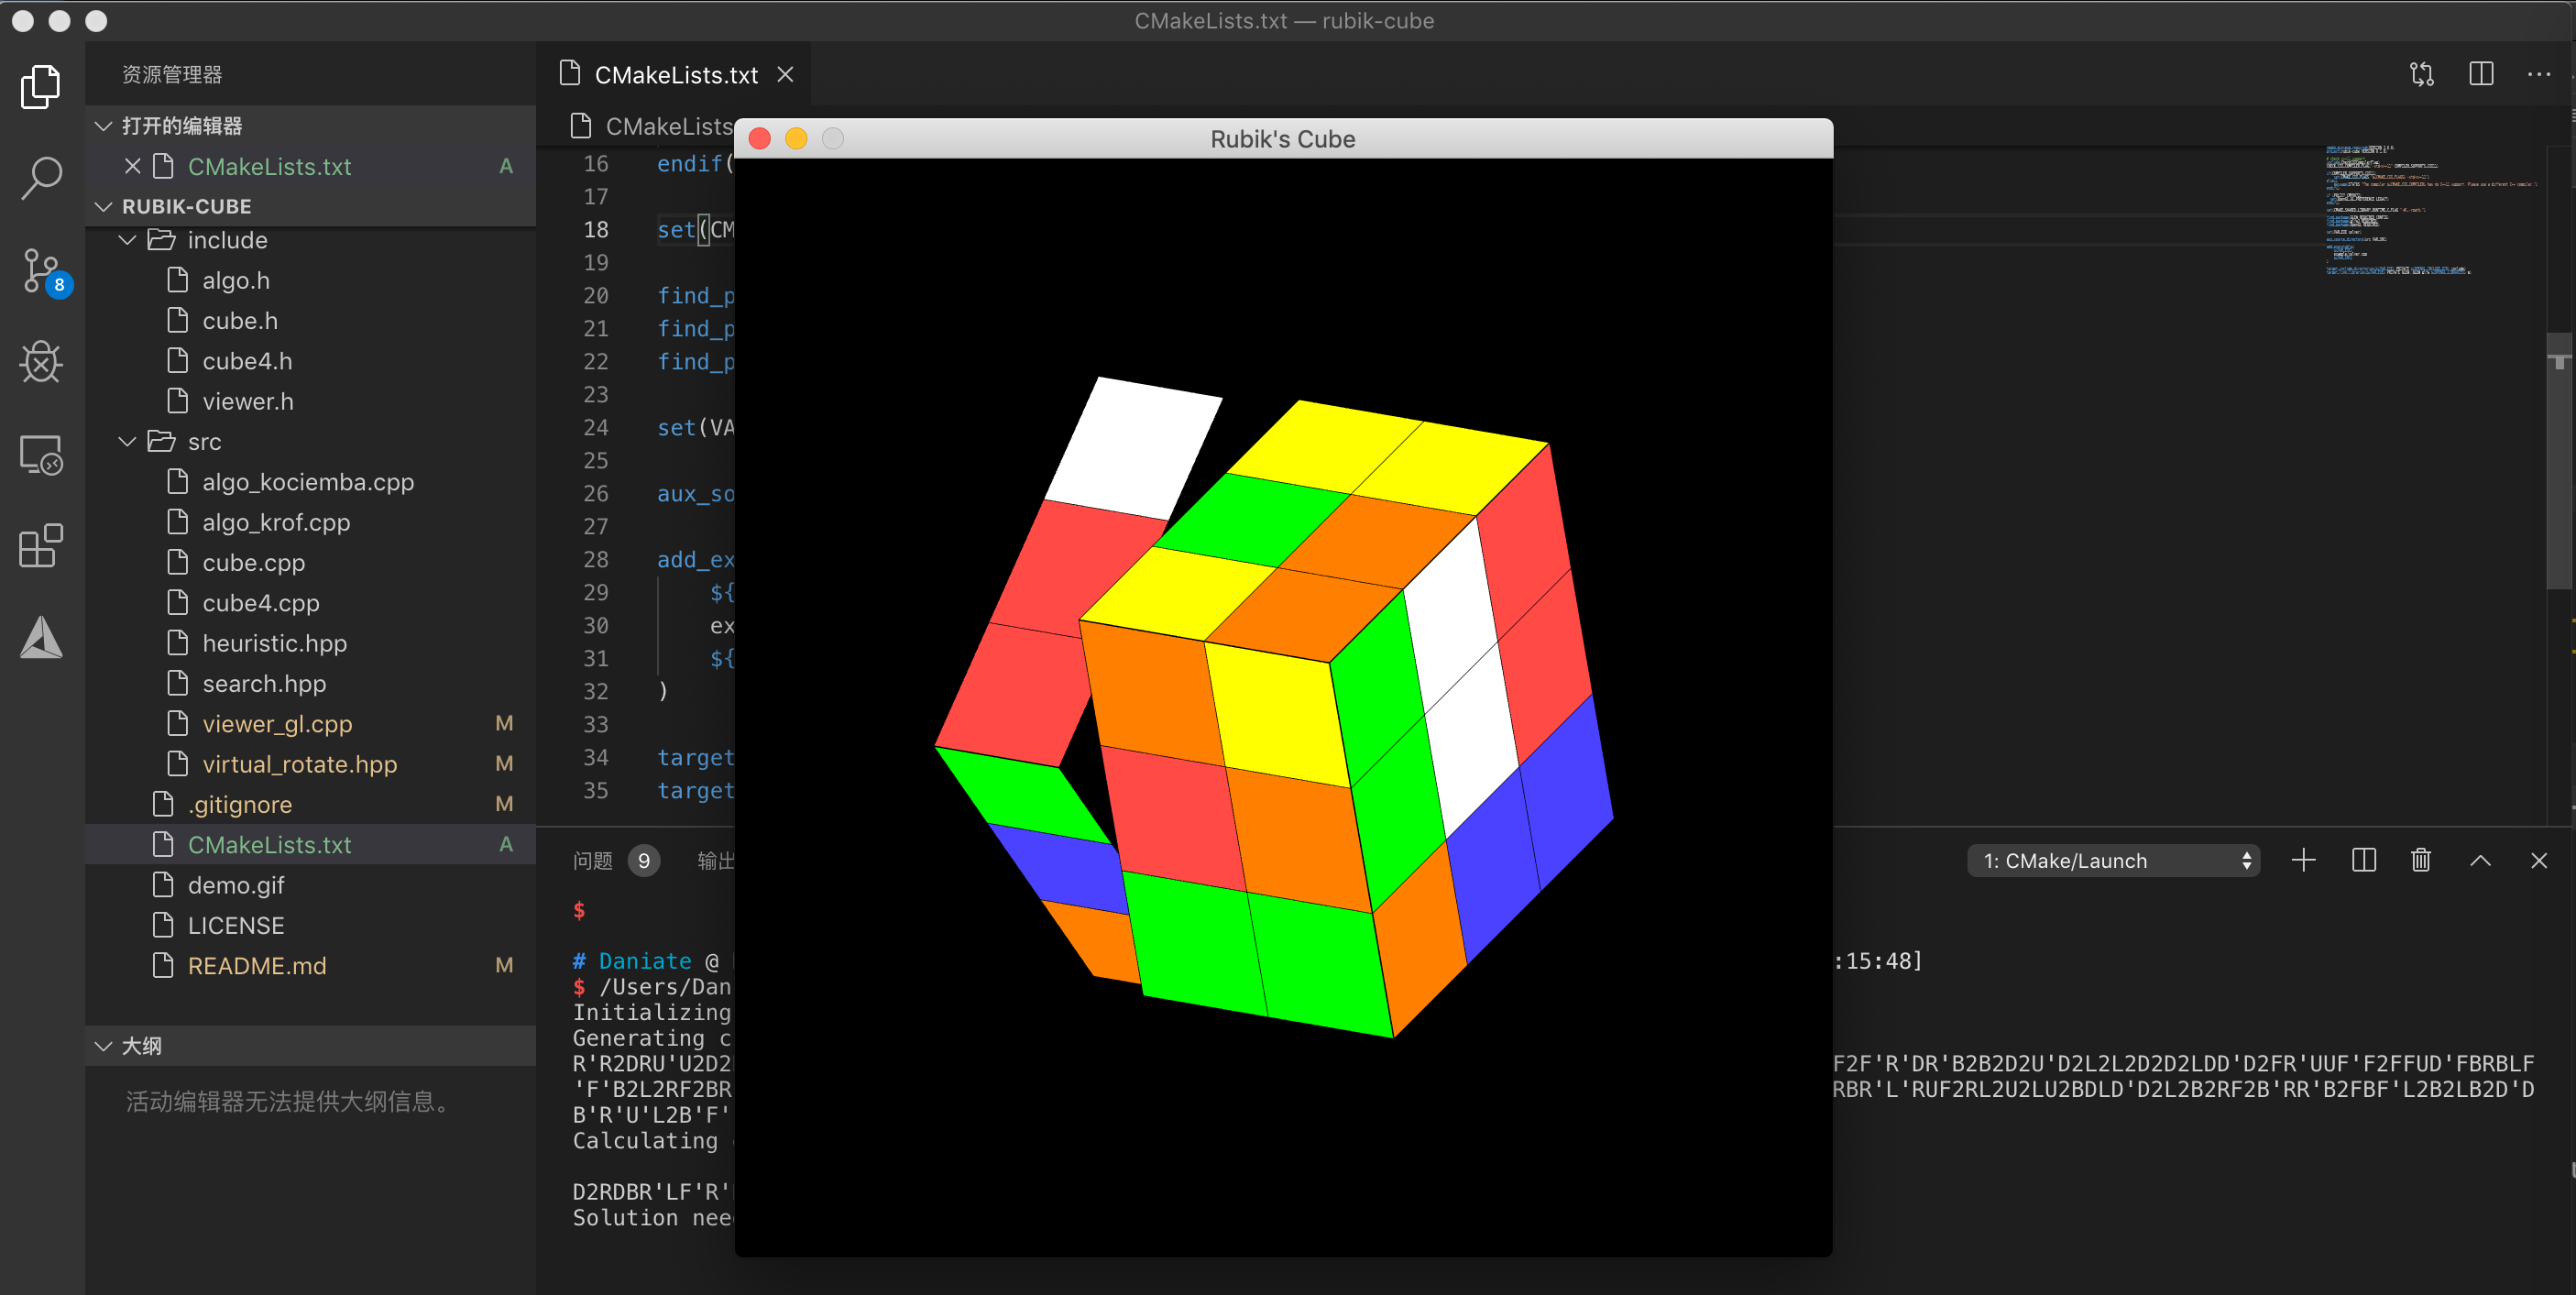 CMakeLists.txt — rubik-cube
资源管理器
打开的编辑器
CMakeLists.txt A
RUBIK-CUBE
include
algo.h
cube.h
cube4.h
viewer.h
src
algo_kociemba.cpp
algo_krof.cpp
cube.cpp
cube4.cpp
heuristic.hpp
search.hpp
viewer_gl.cpp M
virtual_rotate.hpp M
.gitignore M
CMakeLists.txt A
demo.gif
LICENSE
README.md M
大纲
活动编辑器无法提供大纲信息。
8
CMakeLists.txt
CMakeLists
16 endif(
17
18 set(CM
19
20 find_p
21 find_p
22 find_p
23
24 set(VA
25
26 aux_so
27
28 add_ex
29 ${
30 ex
31 ${
32 )
33
34 target
35 target
Rubik's Cube
问题 9 输出
1: CMake/Launch
$
# Daniate @ :15:48]
$ /Users/Dan
Initializing
Generating c
R'R2DRU'U2D2 F2F'R'DR'B2B2D2U'D2L2L2D2D2LDD'D2FR'UUF'F2FFUD'FBRBLF
'F'B2L2RF2BR RBR'L'RUF2RL2U2LU2BDLD'D2L2B2RF2B'RR'B2FBF'L2B2LB2D'D
B'R'U'L2B'F'
Calculating
D2RDBR'LF'R'
Solution nee